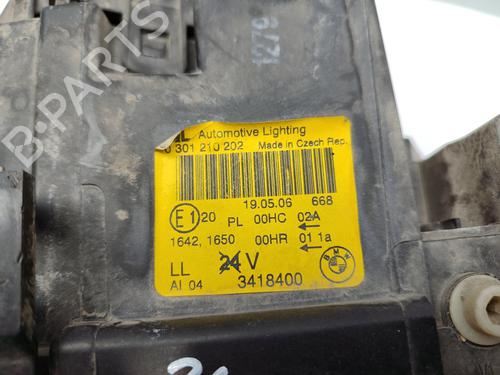 1279
AL Automotive Lighting
0 301 210 202 Made in Czech Rep.
19.05.06 668
E1 20 PL 00HC 02A
1642, 1650 00HR 01 1a
LL 24 V
BMW
AI 04 3418400
B-PARTS